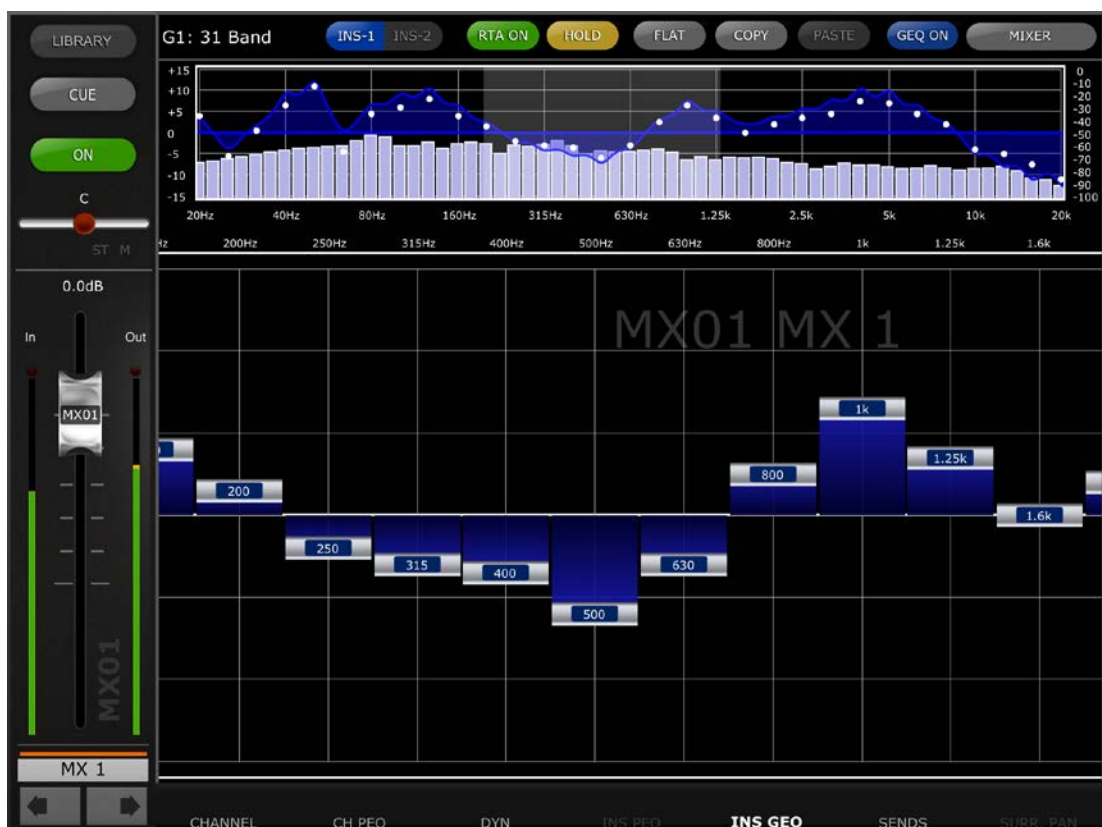 LIBRARY G1: 31 Band INS-1 INS-2 RTA ON HOLD FLAT COPY PASTE GEQ ON MIXER
CUE
ON
C
ST M
0.0dB
In Out
MX01
MX01
MX 1
+15
+10
+5
0
-5
-10
-15
0
-10
-20
-30
-40
-50
-60
-70
-80
-90
-100
20Hz 40Hz 80Hz 160Hz 315Hz 630Hz 1.25k 2.5k 5k 10k 20k
Hz 200Hz 250Hz 315Hz 400Hz 500Hz 630Hz 800Hz 1k 1.25k 1.6k
MX01 MX 1
200 250 315 400 500 630 800 1k 1.25k 1.6k
CHANNEL CH PEQ DYN INS PEQ INS GEQ SENDS SURR. PAN